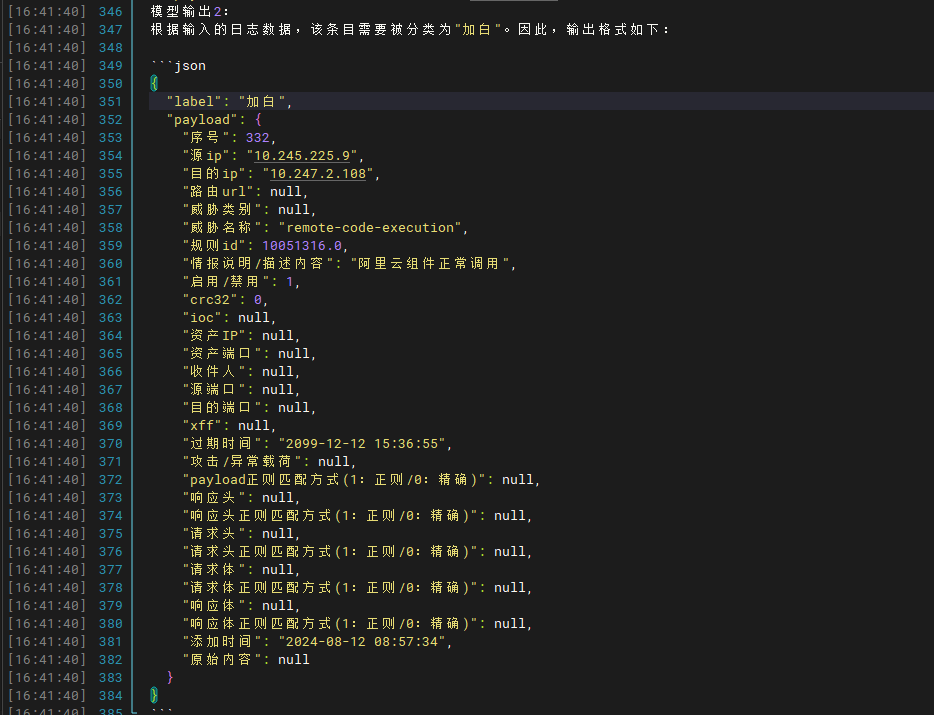 [16:41:40] 346 模型输出2:
[16:41:40] 347 根据输入的日志数据，该条目需要被分类为"加白"。因此，输出格式如下：
[16:41:40] 348
[16:41:40] 349 ```json
[16:41:40] 350 {
[16:41:40] 351   "label": "加白",
[16:41:40] 352   "payload": {
[16:41:40] 353     "序号": 332,
[16:41:40] 354     "源ip": "10.245.225.9",
[16:41:40] 355     "目的ip": "10.247.2.108",
[16:41:40] 356     "路由url": null,
[16:41:40] 357     "威胁类别": null,
[16:41:40] 358     "威胁名称": "remote-code-execution",
[16:41:40] 359     "规则id": 10051316.0,
[16:41:40] 360     "情报说明/描述内容": "阿里云组件正常调用",
[16:41:40] 361     "启用/禁用": 1,
[16:41:40] 362     "crc32": 0,
[16:41:40] 363     "ioc": null,
[16:41:40] 364     "资产IP": null,
[16:41:40] 365     "资产端口": null,
[16:41:40] 366     "收件人": null,
[16:41:40] 367     "源端口": null,
[16:41:40] 368     "目的端口": null,
[16:41:40] 369     "xff": null,
[16:41:40] 370     "过期时间": "2099-12-12 15:36:55",
[16:41:40] 371     "攻击/异常载荷": null,
[16:41:40] 372     "payload正则匹配方式(1：正则/0：精确)": null,
[16:41:40] 373     "响应头": null,
[16:41:40] 374     "响应头正则匹配方式(1：正则/0：精确)": null,
[16:41:40] 375     "请求头": null,
[16:41:40] 376     "请求头正则匹配方式(1：正则/0：精确)": null,
[16:41:40] 377     "请求体": null,
[16:41:40] 378     "请求体正则匹配方式(1：正则/0：精确)": null,
[16:41:40] 379     "响应体": null,
[16:41:40] 380     "响应体正则匹配方式(1：正则/0：精确)": null,
[16:41:40] 381     "添加时间": "2024-08-12 08:57:34",
[16:41:40] 382     "原始内容": null
[16:41:40] 383   }
[16:41:40] 384 }
[16:41:40] 385 ```